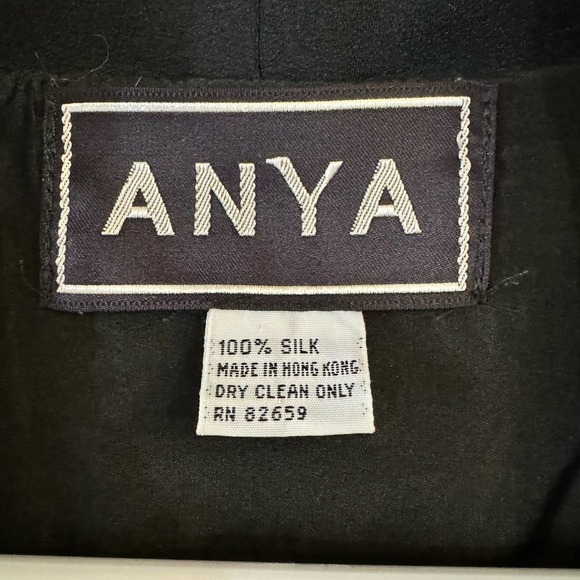 ANYA
100% SILK
MADE IN HONG KONG
DRY CLEAN ONLY
RN 82659